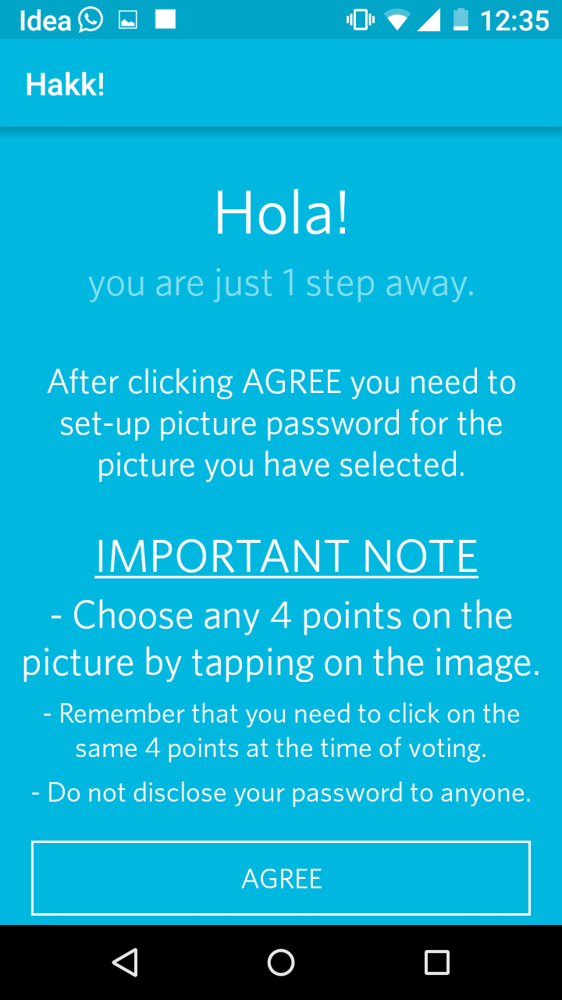 Idea 12:35
Hakk!
Hola!
you are just 1 step away.
After clicking AGREE you need to
set-up picture password for the
picture you have selected.
IMPORTANT NOTE
- Choose any 4 points on the
picture by tapping on the image.
- Remember that you need to click on the
same 4 points at the time of voting.
- Do not disclose your password to anyone.
AGREE